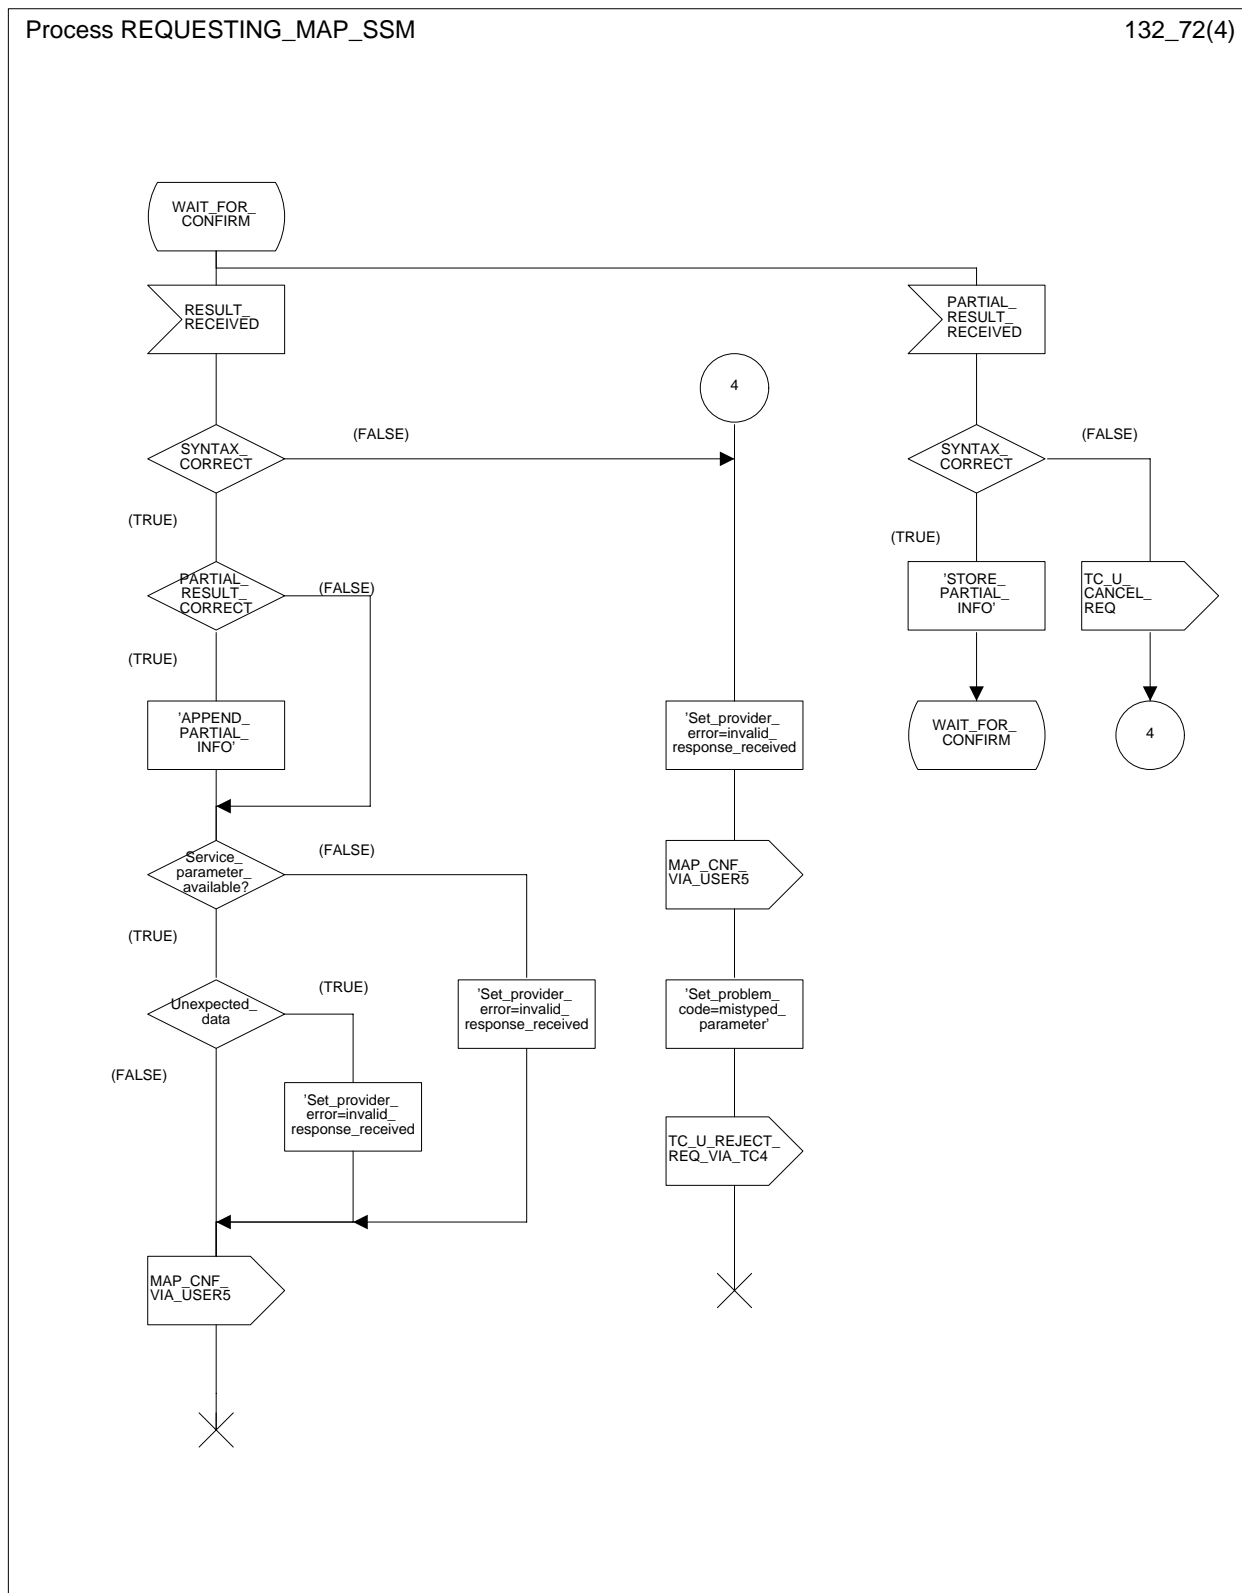 Process REQUESTING_MAP_SSM
132_72(4)
WAIT_FOR_
CONFIRM
RESULT_
RECEIVED
PARTIAL_
RESULT_
RECEIVED
4
SYNTAX_
CORRECT
(FALSE)
SYNTAX_
CORRECT
(FALSE)
(TRUE)
(TRUE)
PARTIAL_
RESULT_
CORRECT
(FALSE)
'STORE_
PARTIAL_
INFO'
TC_U_
CANCEL_
REQ
(TRUE)
'APPEND_
PARTIAL_
INFO'
'Set_provider_
error=invalid_
response_received
WAIT_FOR_
CONFIRM
4
Service_
parameter_
available?
(FALSE)
MAP_CNF_
VIA_USER5
(TRUE)
Unexpected_
data
(TRUE)
'Set_provider_
error=invalid_
response_received
'Set_problem_
code=mistyped_
parameter'
(FALSE)
'Set_provider_
error=invalid_
response_received
TC_U_REJECT_
REQ_VIA_TC4
MAP_CNF_
VIA_USER5